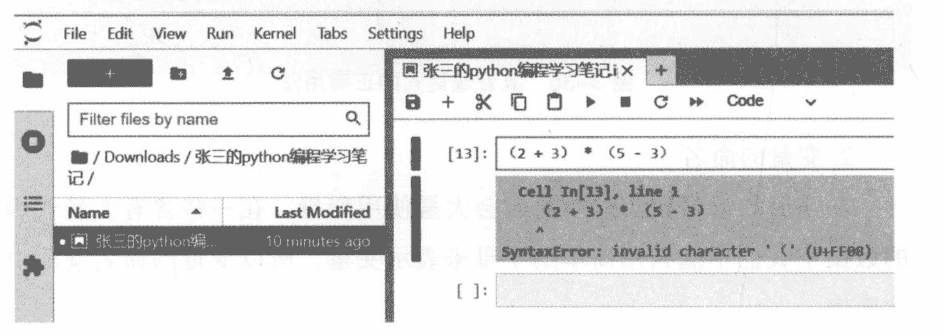 File Edit View Run Kernel Tabs Settings Help
张三的python编程学习笔记.i× +
Code
Filter files by name
/ Downloads / 张三的python编程学习笔
记 /
Name Last Modified
张三的python编... 10 minutes ago
[13]: （2 + 3） * （5 - 3）
Cell In[13], line 1
（2 + 3） * （5 - 3）
^
SyntaxError: invalid character '（' (U+FF08)
[ ]: